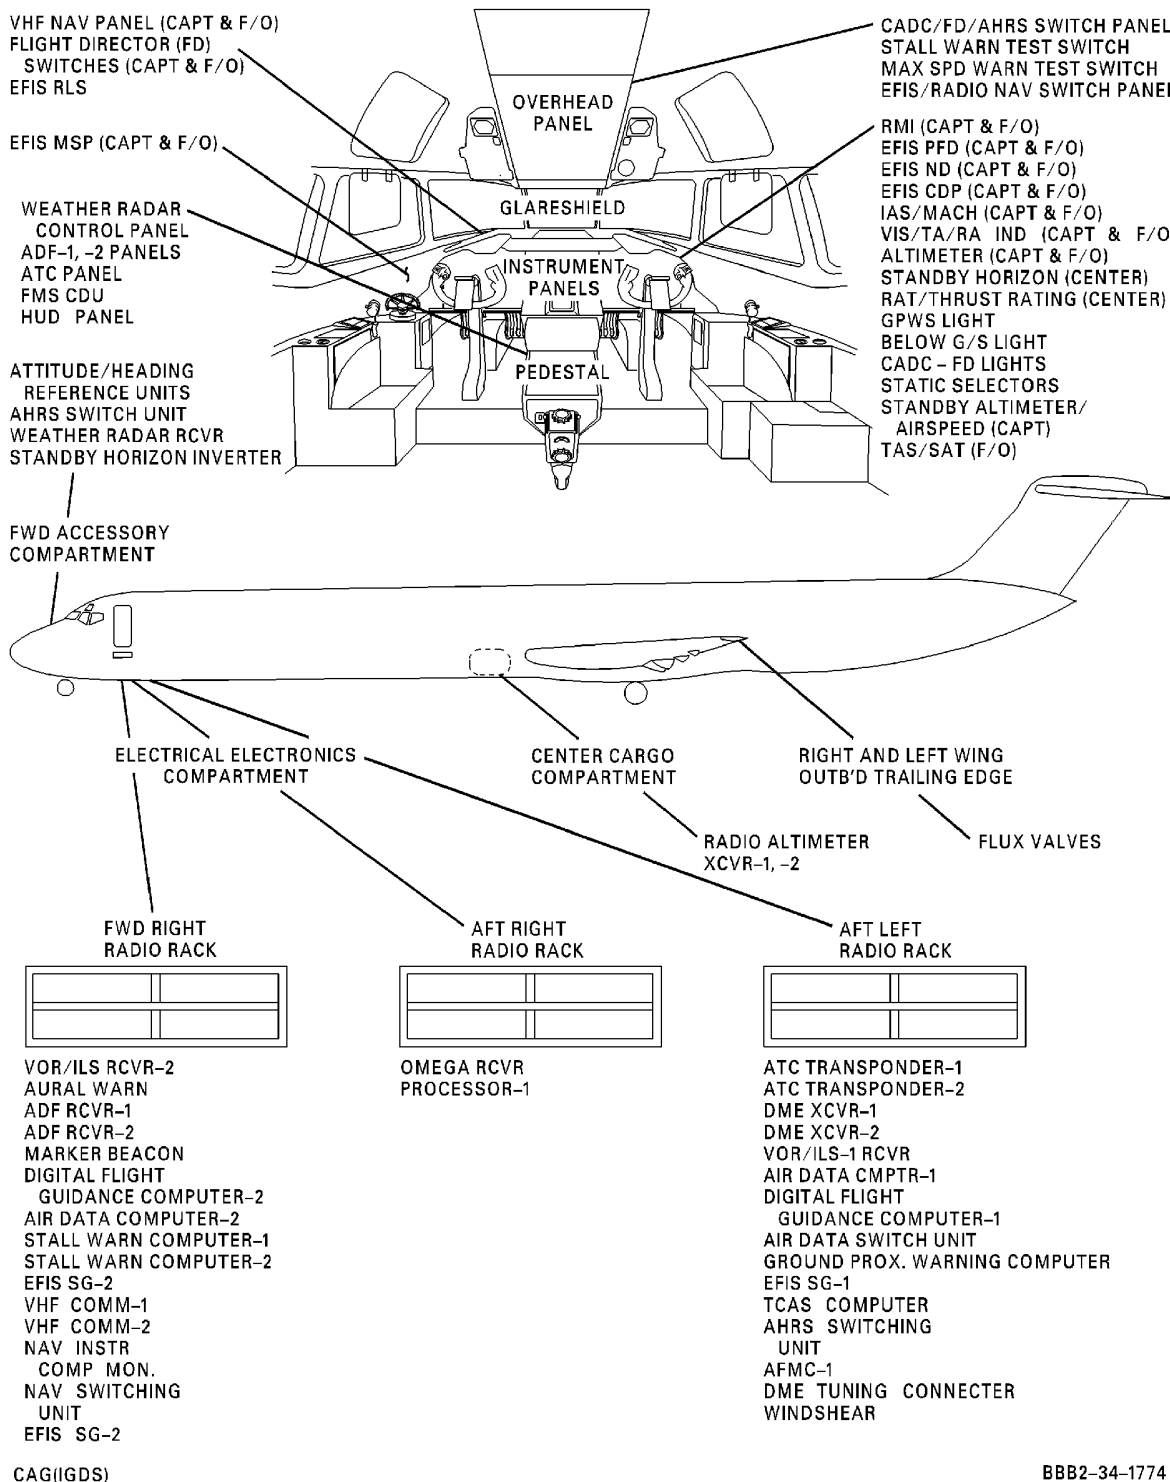 VHF NAV PANEL (CAPT & F/O)
FLIGHT DIRECTOR (FD)
SWITCHES (CAPT & F/O)
EFIS RLS
EFIS MSP (CAPT & F/O)
WEATHER RADAR
CONTROL PANEL
ADF-1, -2 PANELS
ATC PANEL
FMS CDU
HUD PANEL
ATTITUDE/HEADING
REFERENCE UNITS
AHRS SWITCH UNIT
WEATHER RADAR RCVR
STANDBY HORIZON INVERTER
FWD ACCESSORY
COMPARTMENT
OVERHEAD
PANEL
GLARESHIELD
INSTRUMENT
PANELS
PEDESTAL
CADC/FD/AHRS SWITCH PANEL
STALL WARN TEST SWITCH
MAX SPD WARN TEST SWITCH
EFIS/RADIO NAV SWITCH PANEL
RMI (CAPT & F/O)
EFIS PFD (CAPT & F/O)
EFIS ND (CAPT & F/O)
EFIS CDP (CAPT & F/O)
IAS/MACH (CAPT & F/O)
VIS/TA/RA IND (CAPT & F/O
ALTIMETER (CAPT & F/O)
STANDBY HORIZON (CENTER)
RAT/THRUST RATING (CENTER)
GPWS LIGHT
BELOW G/S LIGHT
CADC – FD LIGHTS
STATIC SELECTORS
STANDBY ALTIMETER/
AIRSPEED (CAPT)
TAS/SAT (F/O)
ELECTRICAL ELECTRONICS
COMPARTMENT
CENTER CARGO
COMPARTMENT
RIGHT AND LEFT WING
OUTB'D TRAILING EDGE
RADIO ALTIMETER
XCVR-1, -2
FLUX VALVES
FWD RIGHT
RADIO RACK
VOR/ILS RCVR-2
AURAL WARN
ADF RCVR-1
ADF RCVR-2
MARKER BEACON
DIGITAL FLIGHT
GUIDANCE COMPUTER-2
AIR DATA COMPUTER-2
STALL WARN COMPUTER-1
STALL WARN COMPUTER-2
EFIS SG-2
VHF COMM-1
VHF COMM-2
NAV INSTR
COMP MON.
NAV SWITCHING
UNIT
EFIS SG-2
AFT RIGHT
RADIO RACK
OMEGA RCVR
PROCESSOR-1
AFT LEFT
RADIO RACK
ATC TRANSPONDER-1
ATC TRANSPONDER-2
DME XCVR-1
DME XCVR-2
VOR/ILS-1 RCVR
AIR DATA CMPTR-1
DIGITAL FLIGHT
GUIDANCE COMPUTER-1
AIR DATA SWITCH UNIT
GROUND PROX. WARNING COMPUTER
EFIS SG-1
TCAS COMPUTER
AHRS SWITCHING
UNIT
AFMC-1
DME TUNING CONNECTER
WINDSHEAR
CAG(IGDS)
BBB2-34-1774